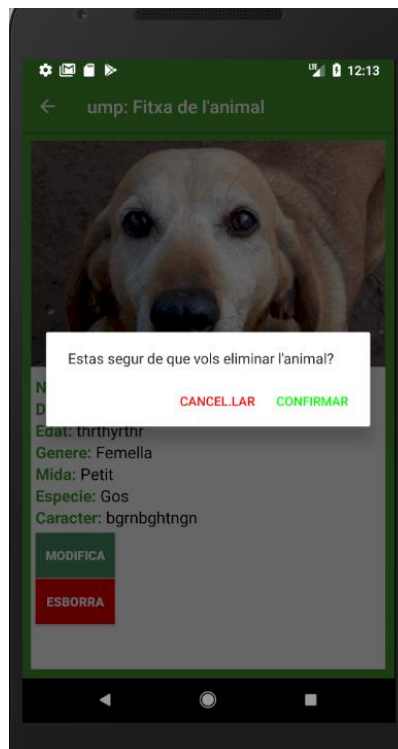 12:13
ump: Fitxa de l'animal
Estas segur de que vols eliminar l'animal?
CANCEL.LAR CONFIRMAR
N
D
Edat: thrthyrthr
Genere: Femella
Mida: Petit
Especie: Gos
Caracter: bgrnbghtngn
MODIFICA
ESBORRA